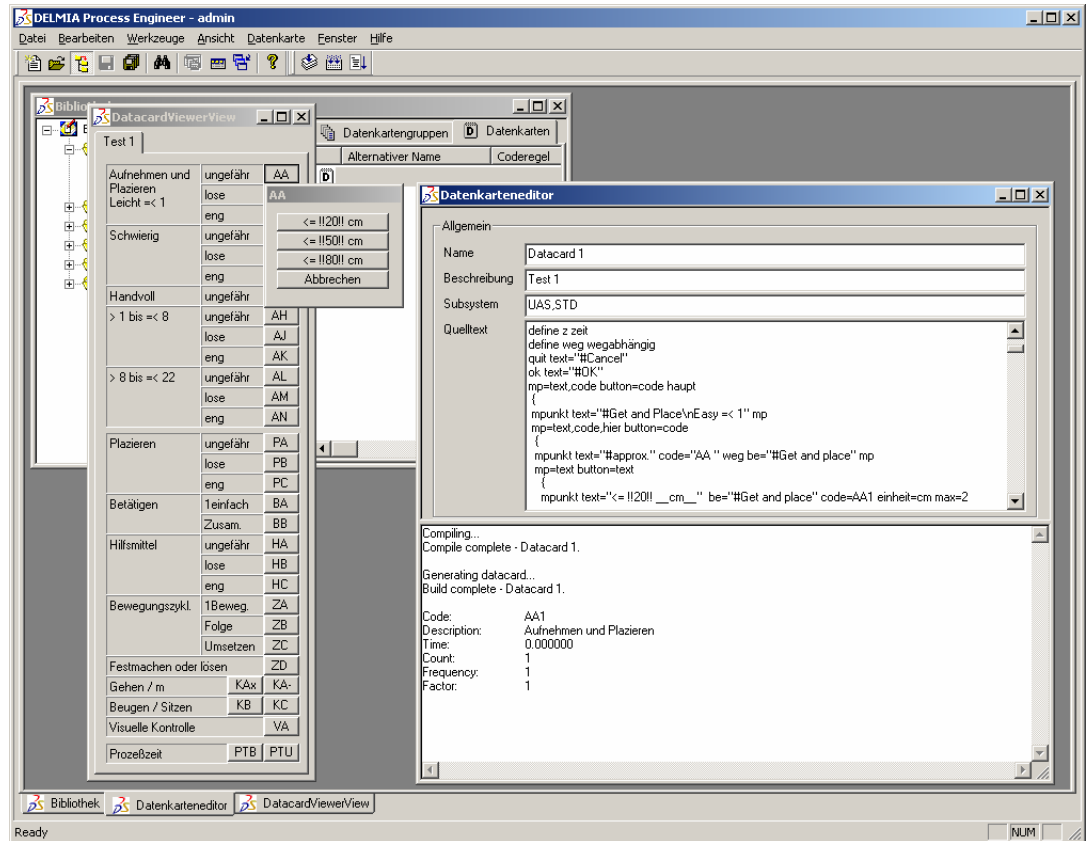 DELMIA Process Engineer - admin
Datei Bearbeiten Werkzeuge Ansicht Datenkarte Fenster Hilfe
DatacardViewerView
Test 1
Aufnehmen und
Plazieren
Leicht =< 1
ungefähr AA
lose
eng
Schwierig
ungefähr
lose
eng
Handvoll
ungefähr
> 1 bis =< 8
ungefähr AH
lose AJ
eng AK
> 8 bis =< 22
ungefähr AL
lose AM
eng AN
Plazieren
ungefähr PA
lose PB
eng PC
Betätigen
1einfach BA
Zusam. BB
Hilfsmittel
ungefähr HA
lose HB
eng HC
Bewegungszykl.
1Beweg. ZA
Folge ZB
Umsetzen ZC
Festmachen oder lösen ZD
Gehen / m KAx KA-
Beugen / Sitzen KB KC
Visuelle Kontrolle VA
Prozeßzeit PTB PTU
Datenkartengruppen D Datenkarten
Alternativer Name Coderegel
D
AA
<= !!20!! cm
<= !!50!! cm
<= !!80!! cm
Abbrechen
Datenkarteneditor
Allgemein
Name Datacard 1
Beschreibung Test 1
Subsystem UAS,STD
Quelltext
define z zeit
define weg wegabhängig
quit text="#Cancel"
ok text="#OK"
mp=text,code button=code haupt
{
mpunkt text="#Get and Place\nEasy =< 1" mp
mp=text,code,hier button=code
{
mpunkt text="#approx." code="AA " weg be="#Get and place" mp
mp=text button=text
{
mpunkt text="<= !!20!! __cm__" be="#Get and place" code=AA1 einheit=cm max=2
Compiling...
Compile complete - Datacard 1.
Generating datacard...
Build complete - Datacard 1.
Code: AA1
Description: Aufnehmen und Plazieren
Time: 0.000000
Count: 1
Frequency: 1
Factor: 1
Bibliothek Datenkarteneditor DatacardViewerView
Ready NUM